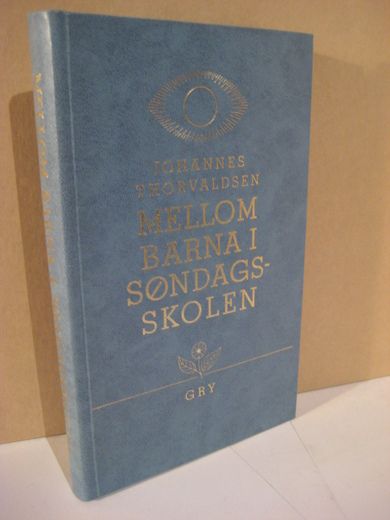 JOHANNES
THORVALDSEN
MELLOM
BARNA I
SØNDAGS-
SKOLEN
GRY